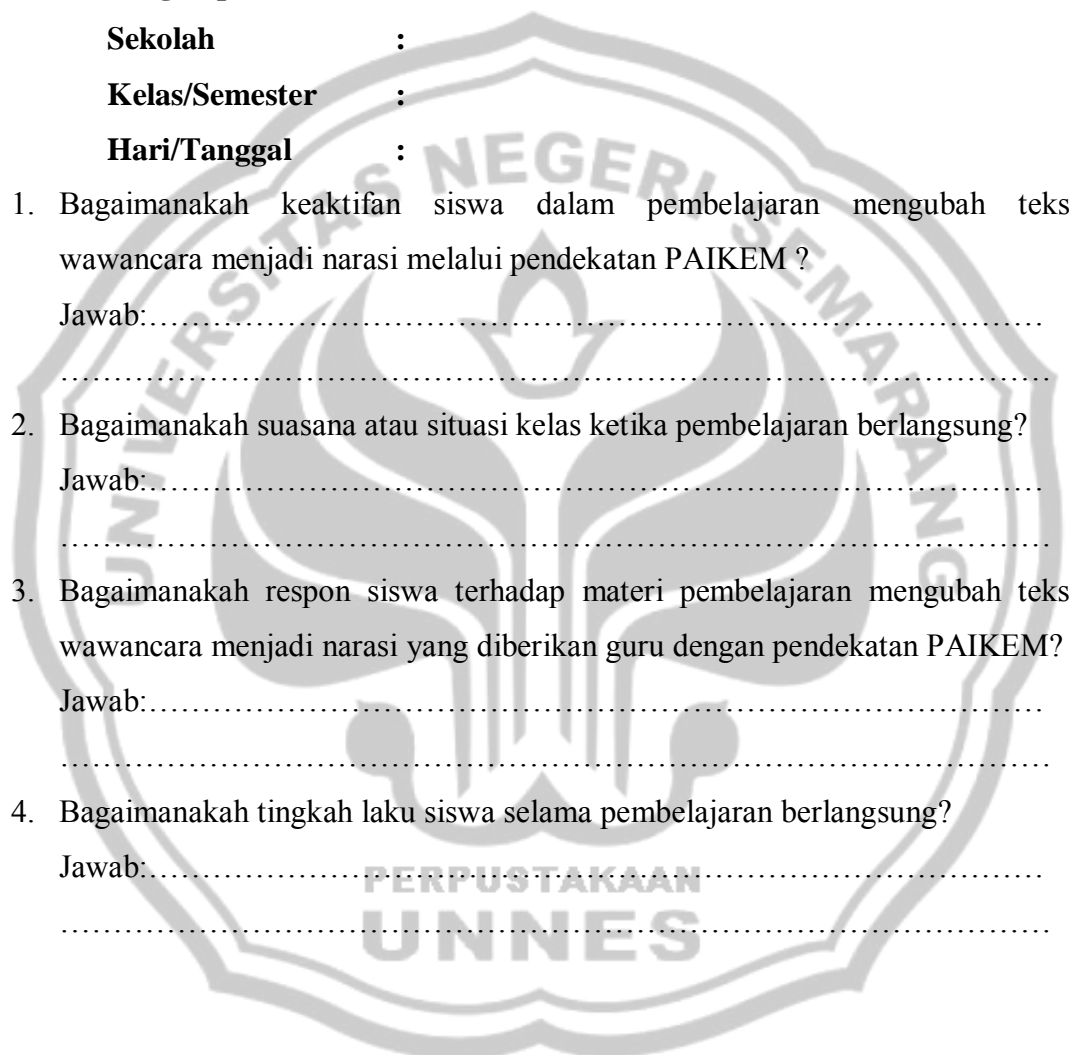 Sekolah :
Kelas/Semester :
Hari/Tanggal :
1. Bagaimanakah keaktifan siswa dalam pembelajaran mengubah teks
wawancara menjadi narasi melalui pendekatan PAIKEM ?
Jawab:………………………………………………………………………
………………………………………………………………………………
2. Bagaimanakah suasana atau situasi kelas ketika pembelajaran berlangsung?
Jawab:………………………………………………………………………
………………………………………………………………………………
3. Bagaimanakah respon siswa terhadap materi pembelajaran mengubah teks
wawancara menjadi narasi yang diberikan guru dengan pendekatan PAIKEM?
Jawab:………………………………………………………………………
………………………………………………………………………………
4. Bagaimanakah tingkah laku siswa selama pembelajaran berlangsung?
Jawab:………………………………………………………………………
………………………………………………………………………………
UNIVERSITAS NEGERI SEMARANG
PERPUSTAKAAN
UNNES